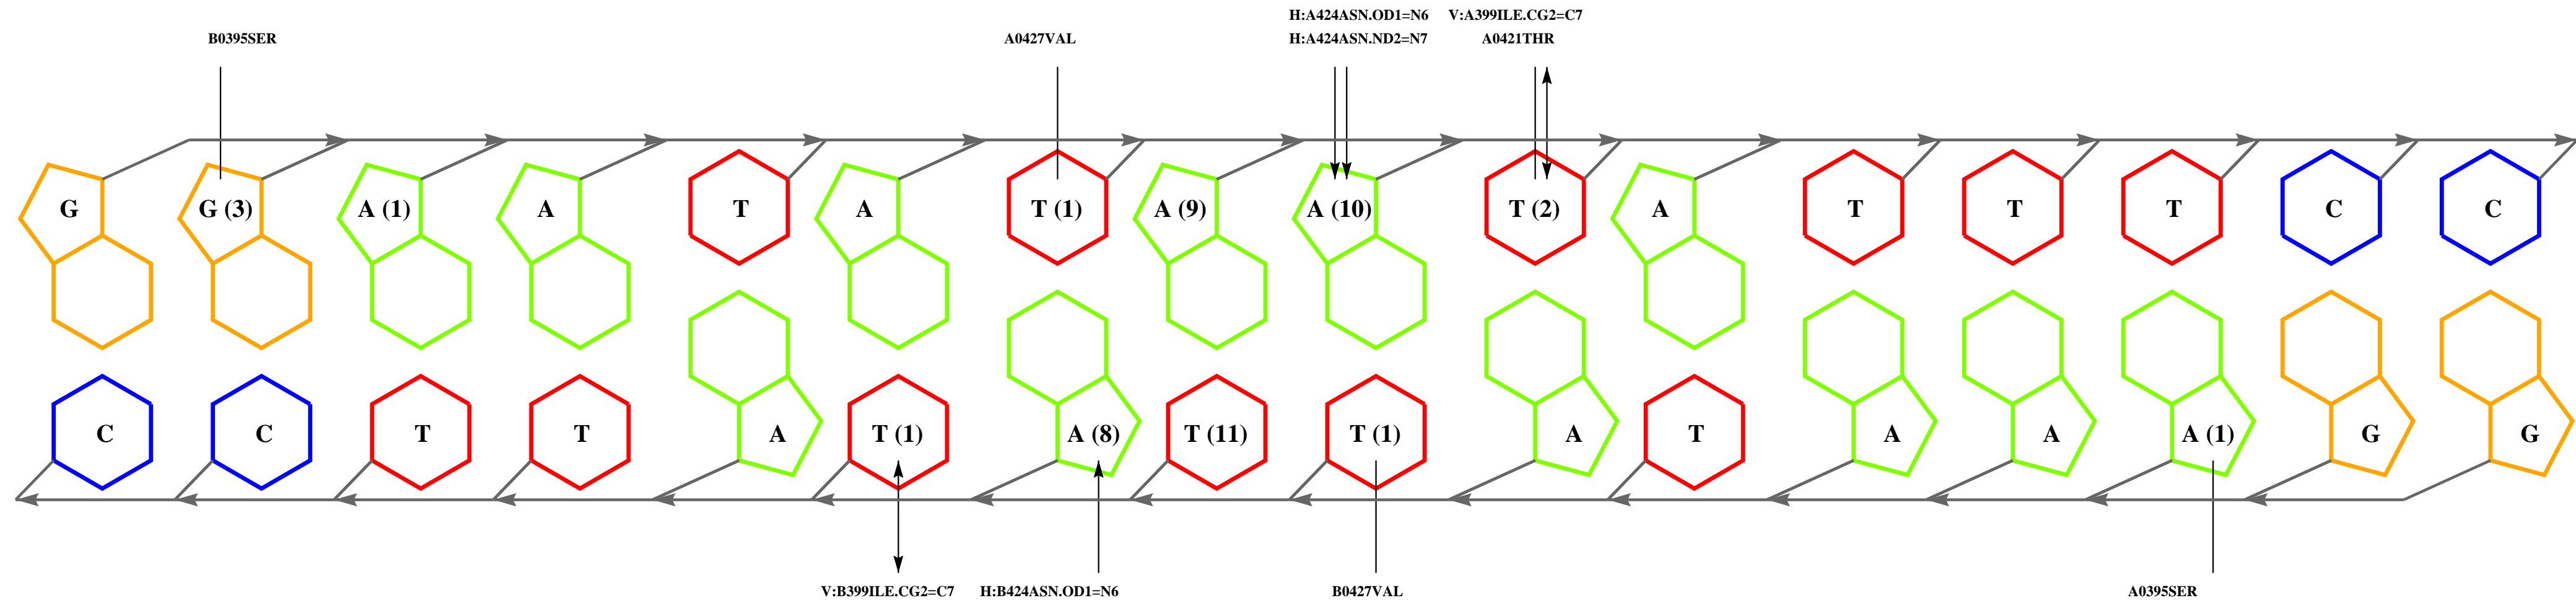 H:A424ASN.OD1=N6 V:A399ILE.CG2=C7
B0395SER A0427VAL H:A424ASN.ND2=N7 A0421THR
G G (3) A (1) A T A T (1) A (9) A (10) T (2) A T T T C C
C C T T A T (1) A (8) T (11) T (1) A T A A A (1) G G
V:B399ILE.CG2=C7 H:B424ASN.OD1=N6 B0427VAL A0395SER